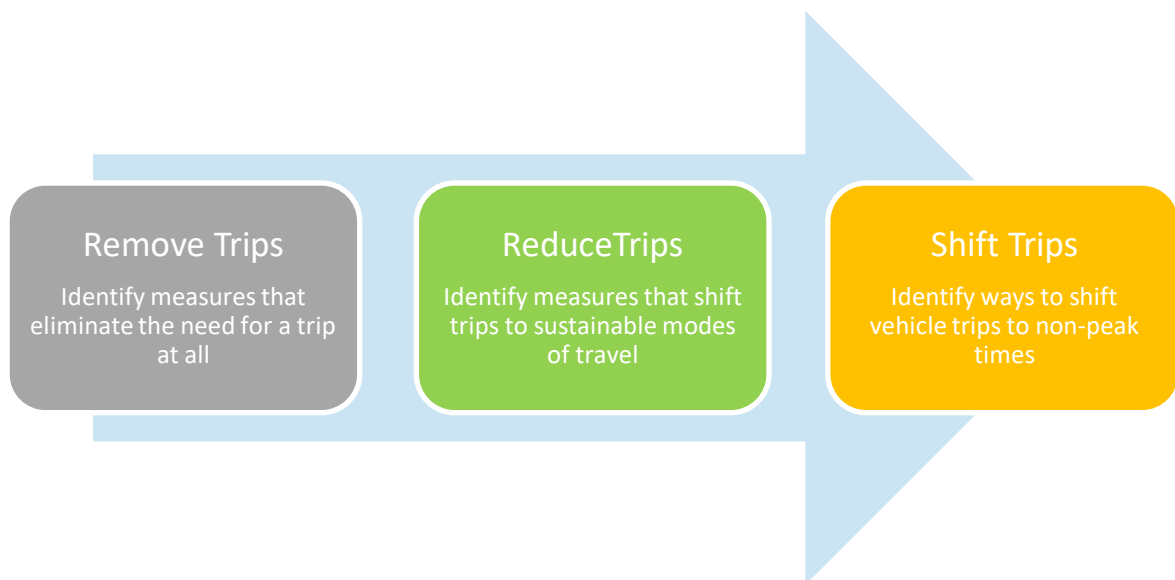 Remove Trips
Identify measures that
eliminate the need for a trip
at all
ReduceTrips
Identify measures that shift
trips to sustainable modes
of travel
Shift Trips
Identify ways to shift
vehicle trips to non-peak
times